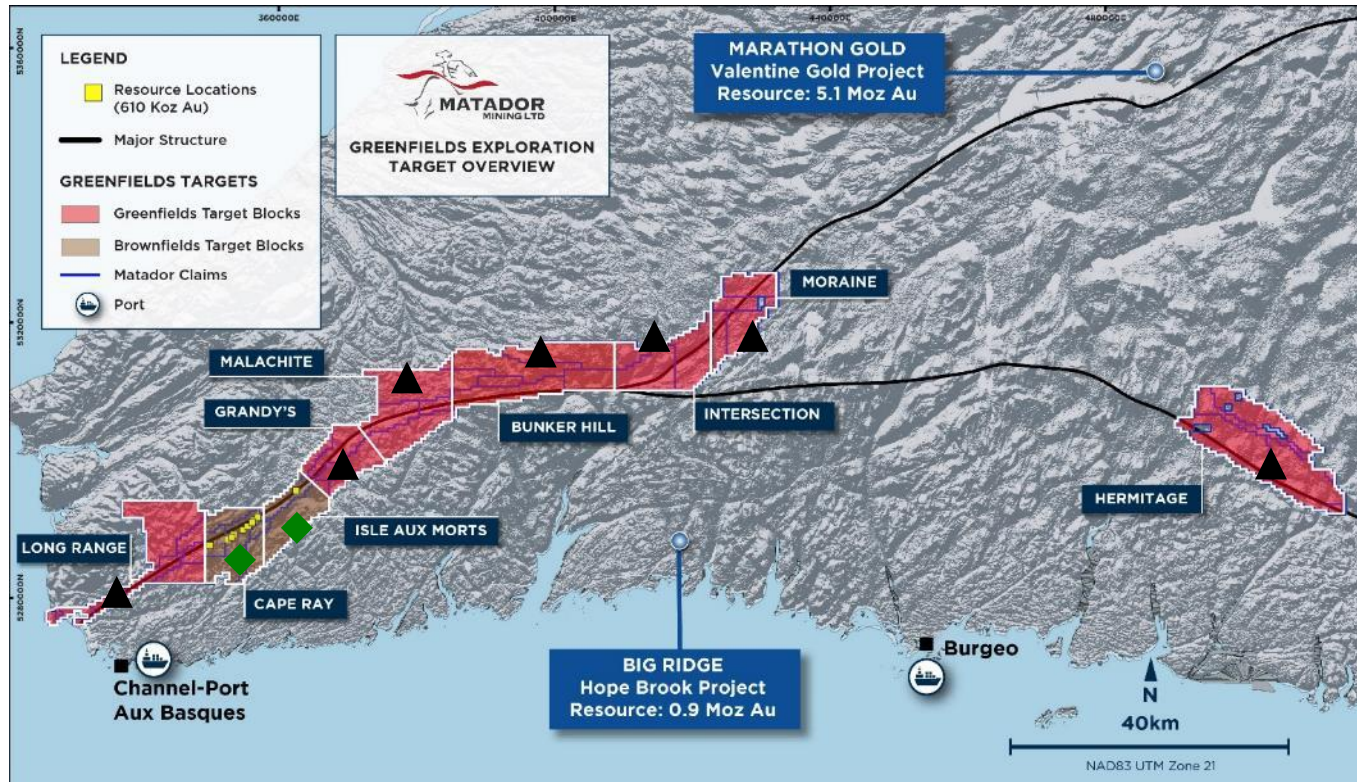 360000E
400000E
4400000E
4800000E
5360000N
5320000N
5280000N
LEGEND
Resource Locations
(610 Koz Au)
Major Structure
GREENFIELDS TARGETS
Greenfields Target Blocks
Brownfields Target Blocks
Matador Claims
Port
MATADOR
MINING LTD
GREENFIELDS EXPLORATION
TARGET OVERVIEW
MARATHON GOLD
Valentine Gold Project
Resource: 5.1 Moz Au
MORAINE
MALACHITE
GRANDY'S
BUNKER HILL
INTERSECTION
HERMITAGE
ISLE AUX MORTS
LONG RANGE
CAPE RAY
Channel-Port
Aux Basques
BIG RIDGE
Hope Brook Project
Resource: 0.9 Moz Au
Burgeo
N
40km
NAD83 UTM Zone 21